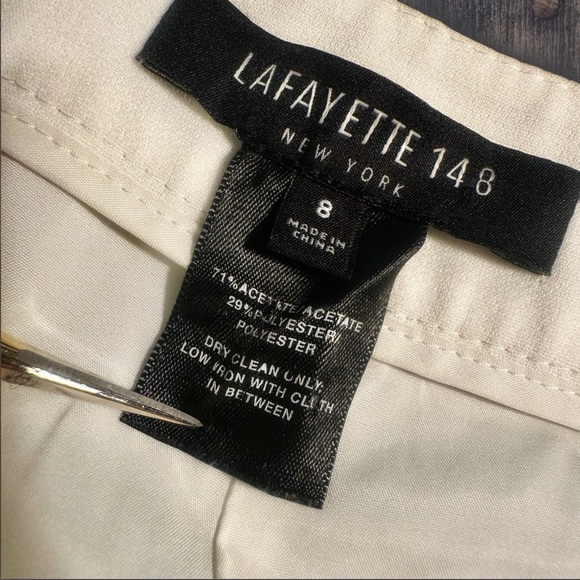 LAFAYETTE 148
NEW YORK
8
MADE IN
CHINA
71%ACETATE/ACETATE
29%POLYESTER/
POLYESTER
DRY CLEAN ONLY,
LOW IRON WITH CLOTH
IN BETWEEN